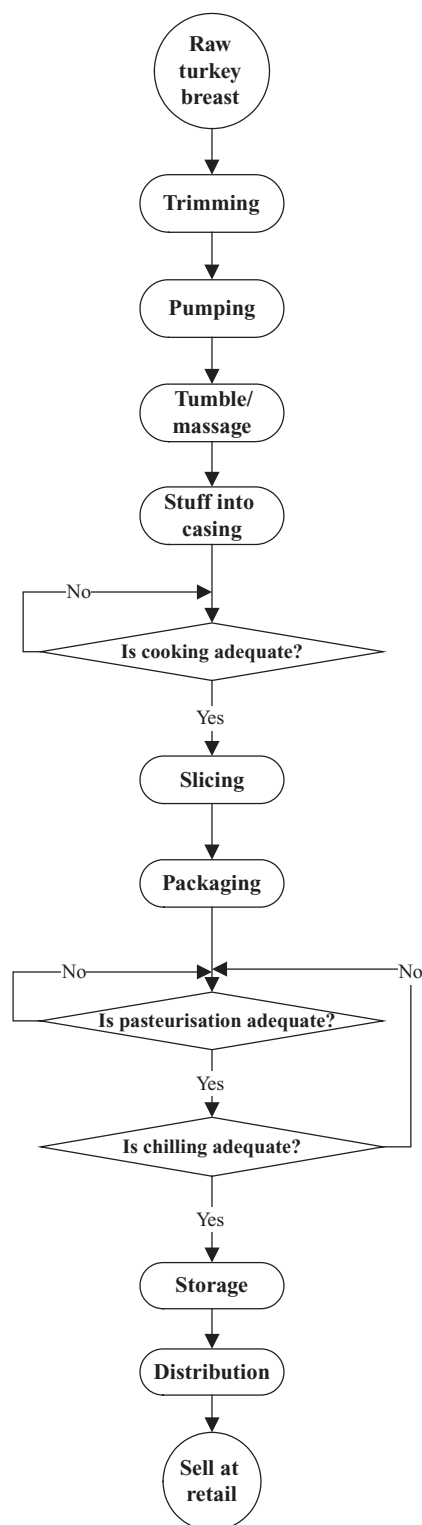 Raw
turkey
breast
Trimming
Pumping
Tumble/
massage
Stuff into
casing
No
Is cooking adequate?
Yes
Slicing
Packaging
No
No
Is pasteurisation adequate?
Yes
Is chilling adequate?
Yes
Storage
Distribution
Sell at
retail